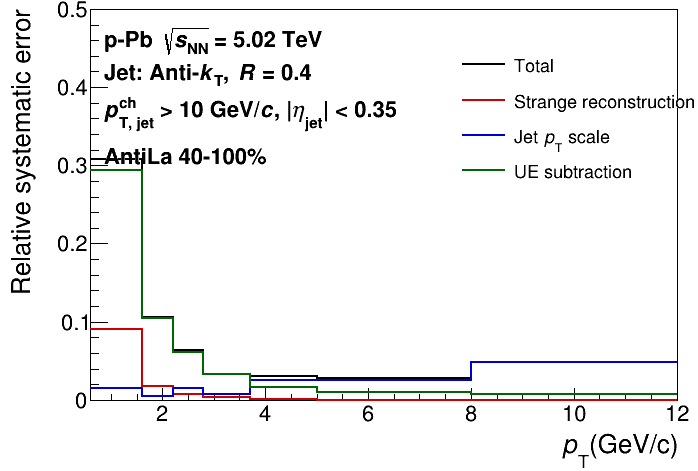 Relative systematic error
0.5
0.4
0.3
0.2
0.1
0
p-Pb √sNN = 5.02 TeV
Jet: Anti-kT, R = 0.4
pchT, jet > 10 GeV/c, |ηjet| < 0.35
AntiLa 40-100%
Total
Strange reconstruction
Jet pT scale
UE subtraction
2 4 6 8 10 12
pT(GeV/c)